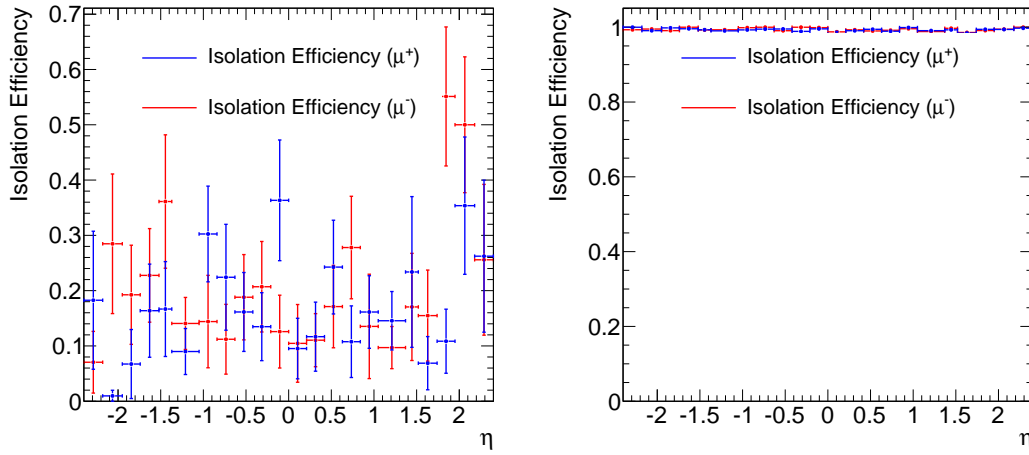 Isolation Efficiency
0.7
0.6
0.5
0.4
0.3
0.2
0.1
0
Isolation Efficiency (μ⁺)
Isolation Efficiency (μ⁻)
-2 -1.5 -1 -0.5 0 0.5 1 1.5 2
η
Isolation Efficiency
1
0.8
0.6
0.4
0.2
0
Isolation Efficiency (μ⁺)
Isolation Efficiency (μ⁻)
-2 -1.5 -1 -0.5 0 0.5 1 1.5 2
η